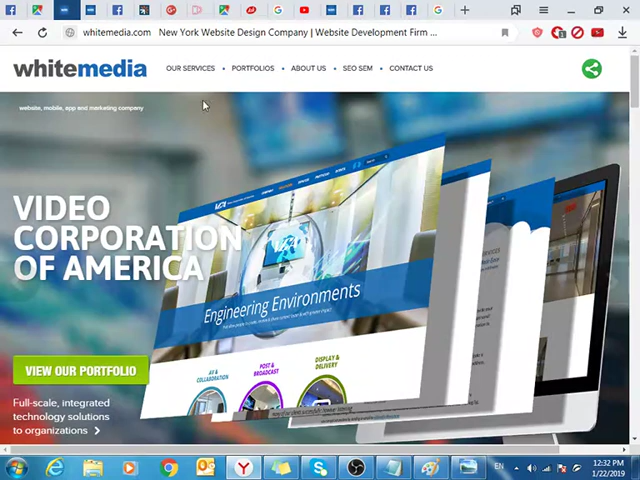 whitemedia.com New York Website Design Company | Website Development Firm ...
whitemedia
OUR SERVICES • PORTFOLIOS • ABOUT US • SEO SEM • CONTACT US
website, mobile, app and marketing company
VIDEO
CORPORATION
OF AMERICA
Engineering Environments
AV &
COLLABORATION
POST &
BROADCAST
DISPLAY &
DELIVERY
VIEW OUR PORTFOLIO
Full-scale, integrated
technology solutions
to organizations
EN
12:32 PM
1/22/2019